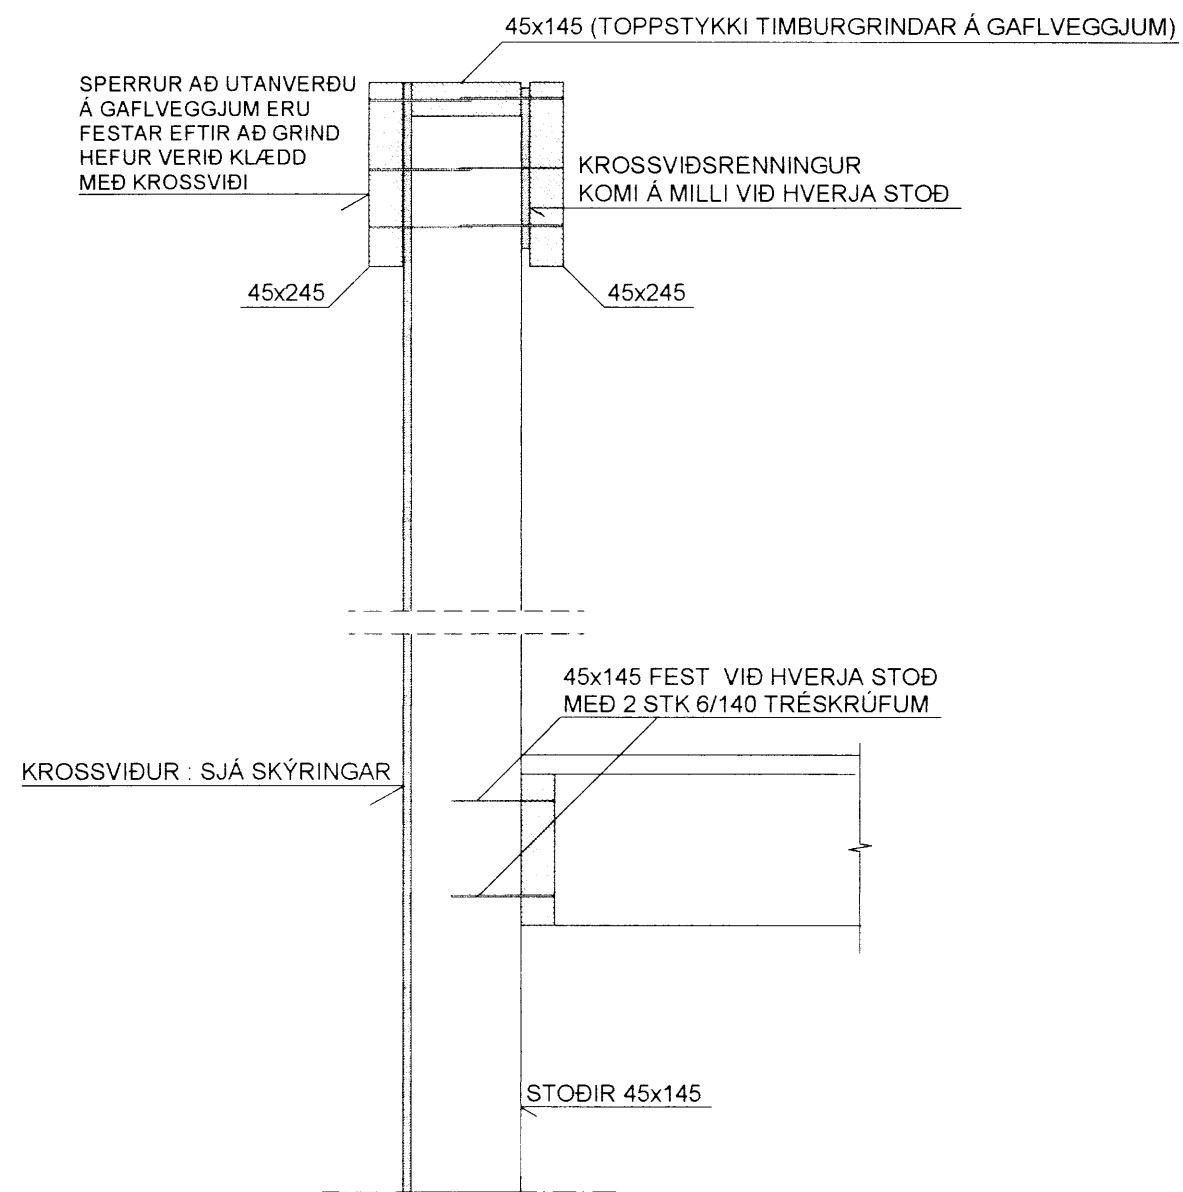 45x145 (TOPPSTYKKI TIMBURGRINDAR Á GAFLVEGGJUM)
SPERRUR AÐ UTANVERÐU
Á GAFLVEGGJUM ERU
FESTAR EFTIR AÐ GRIND
HEFUR VERIÐ KLÆDD
MEÐ KROSSVIÐI
KROSSVIÐSRENNINGUR
KOMI Á MILLI VIÐ HVERJA STOÐ
45x245
45x245
45x145 FEST VIÐ HVERJA STOÐ
MEÐ 2 STK 6/140 TRÉSKRÚFUM
KROSSVIÐUR : SJÁ SKÝRINGAR
STOÐIR 45x145